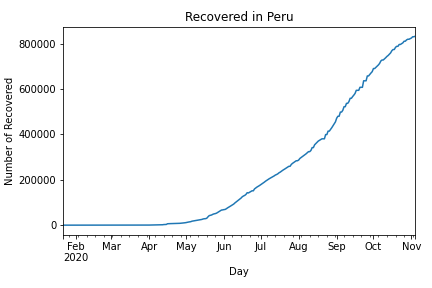 Recovered in Peru
Number of Recovered
800000
600000
400000
200000
0
Feb Mar Apr May Jun Jul Aug Sep Oct Nov
2020
Day